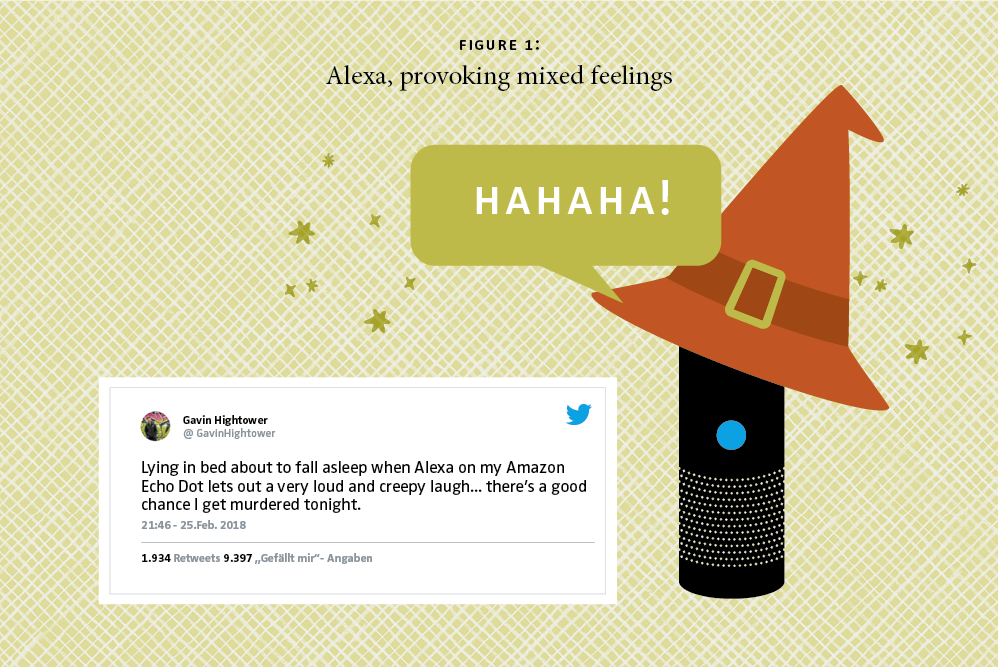 FIGURE 1:
Alexa, provoking mixed feelings
HAHAHA!
Gavin Hightower
@ GavinHightower
Lying in bed about to fall asleep when Alexa on my Amazon
Echo Dot lets out a very loud and creepy laugh... there's a good
chance I get murdered tonight.
21:46 - 25.Feb. 2018
1.934 Retweets 9.397 „Gefällt mir“- Angaben